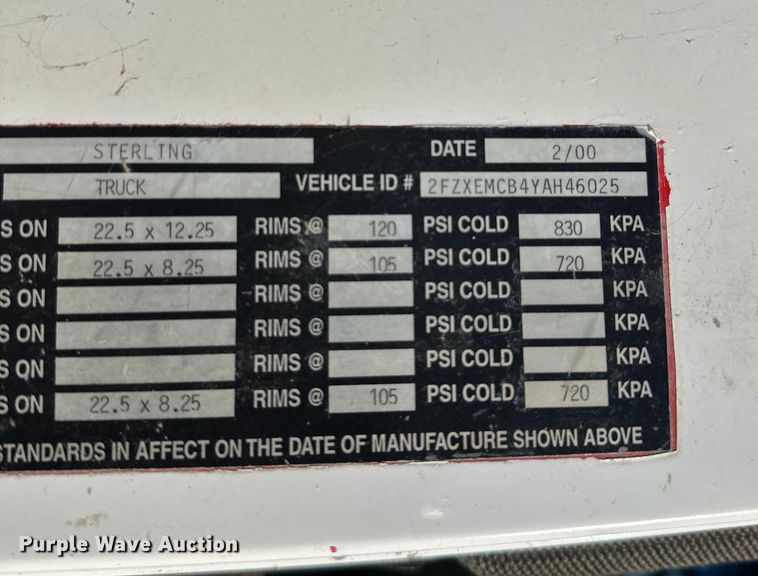 STERLING DATE 2/00
TRUCK VEHICLE ID # 2FZXEMCB4YAH46025
S ON 22.5 x 12.25 RIMS @ 120 PSI COLD 830 KPA
S ON 22.5 x 8.25 RIMS @ 105 PSI COLD 720 KPA
S ON RIMS @ PSI COLD KPA
S ON RIMS @ PSI COLD KPA
S ON RIMS @ PSI COLD KPA
S ON 22.5 x 8.25 RIMS @ 105 PSI COLD 720 KPA
STANDARDS IN AFFECT ON THE DATE OF MANUFACTURE SHOWN ABOVE
Purple Wave Auction